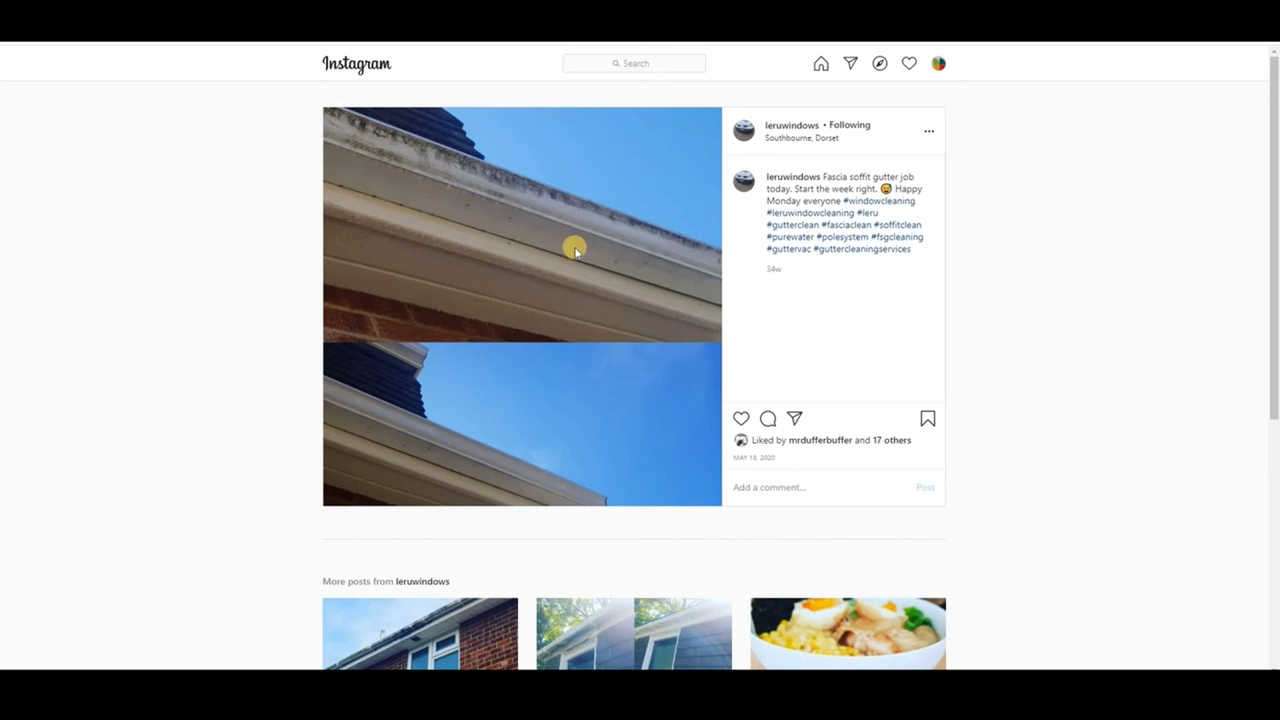 Instagram
Search
leruwindows • Following
Southbourne, Dorset
leruwindows Fascia soffit gutter job
today. Start the week right. 😅 Happy
Monday everyone #windowcleaning
#leruwindowcleaning #leru
#gutterclean #fasciaclean #soffitclean
#purewater #polesystem #fsgcleaning
#guttervac #guttercleaningservices
34w
Liked by mrdufferbuffer and 17 others
MAY 18, 2020
Add a comment... Post
More posts from leruwindows